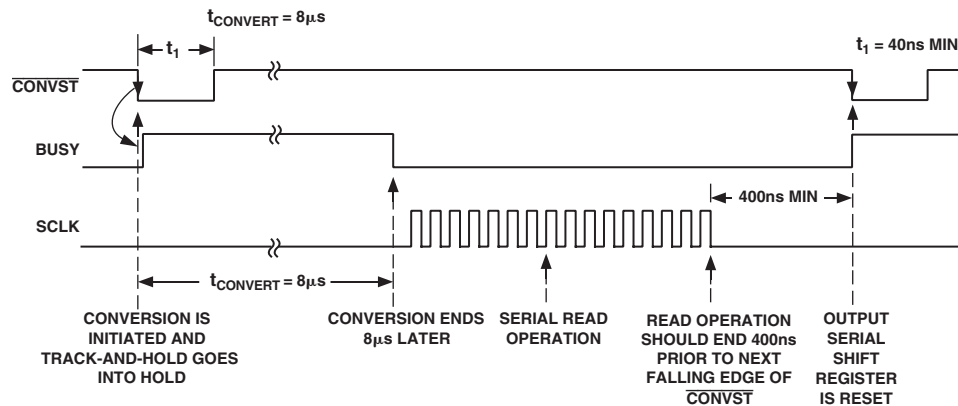 tCONVERT = 8µs
t1
t1 = 40ns MIN
CONVST
BUSY
400ns MIN
SCLK
tCONVERT = 8µs
CONVERSION IS
INITIATED AND
TRACK-AND-HOLD GOES
INTO HOLD
CONVERSION ENDS
8µs LATER
SERIAL READ
OPERATION
READ OPERATION
SHOULD END 400ns
PRIOR TO NEXT
FALLING EDGE OF
CONVST
OUTPUT
SERIAL
SHIFT
REGISTER
IS RESET